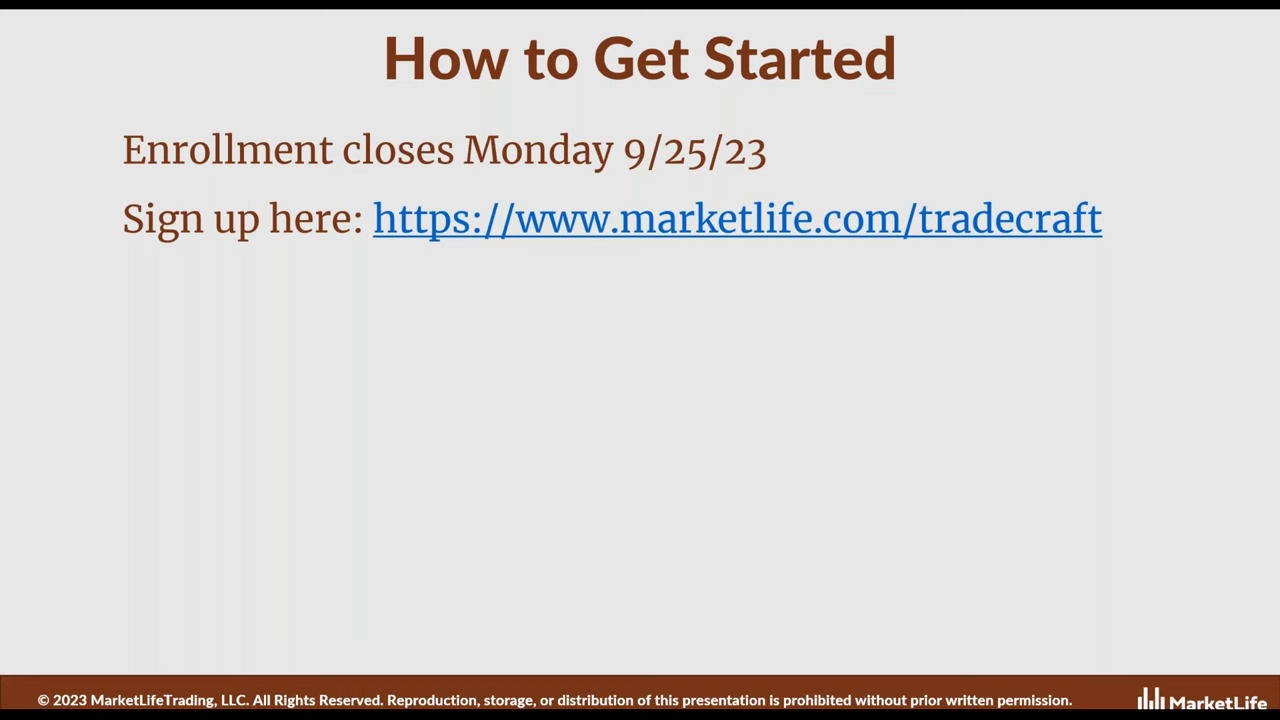 How to Get Started
Enrollment closes Monday 9/25/23
Sign up here: https://www.marketlife.com/tradecraft
© 2023 MarketLifeTrading, LLC. All Rights Reserved. Reproduction, storage, or distribution of this presentation is prohibited without prior written permission.
MarketLife